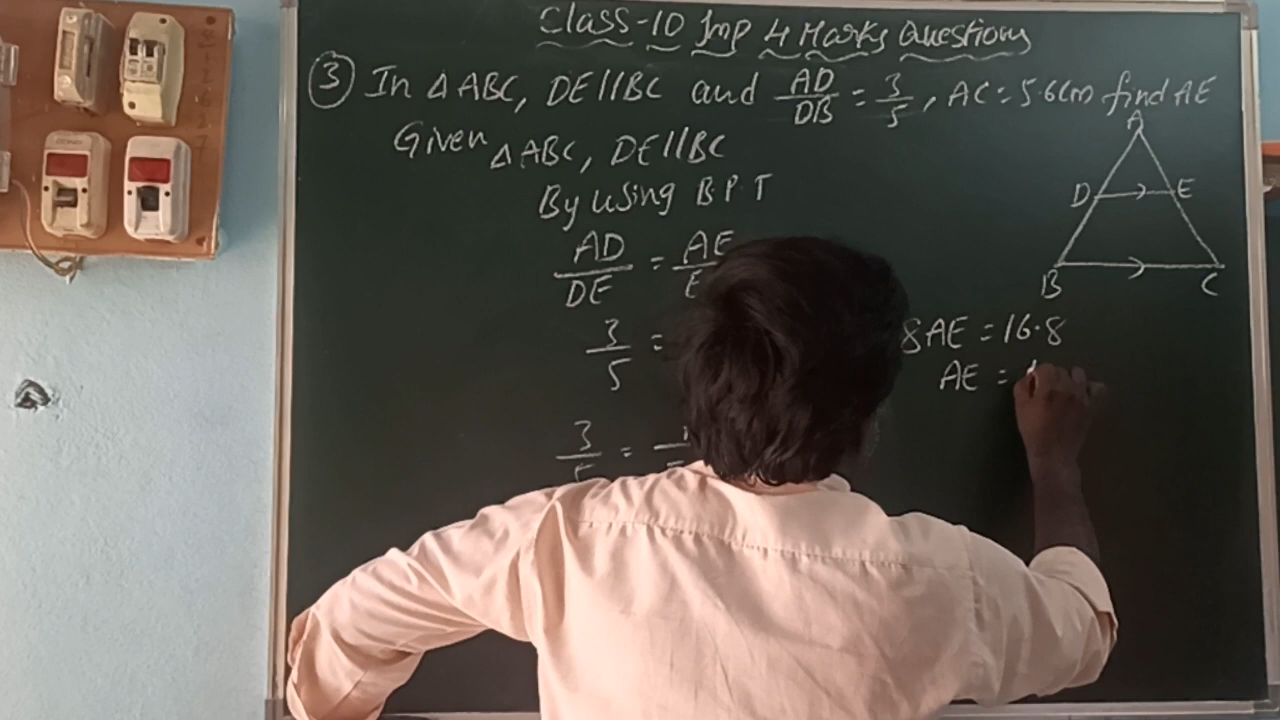 Class-10 Imp 4 Marks Questions
③ In △ABC, DE//BC and AD/DB = 3/5, AC = 5.6cm find AE
Given △ABC, DE//BC
By using B.P.T
AD/DE = AE/
3/5 =
3/5 =
8AE = 16.8
AE =
A
D E
B C